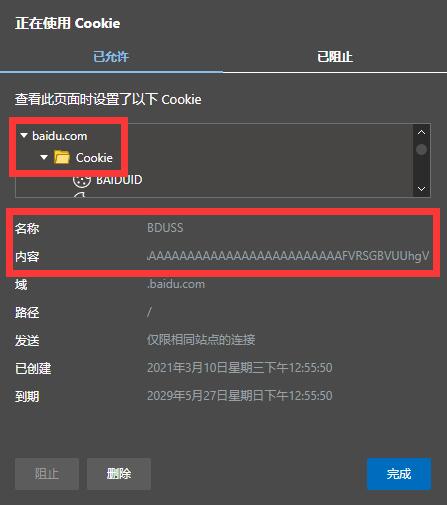 正在使用 Cookie
已允许 已阻止
查看此页面时设置了以下 Cookie
baidu.com
Cookie
BAIDUID
名称 BDUSS
内容 AAAAAAAAAAAAAAAAAAAAAAAAAAFVRSGBVUUhgV
域 .baidu.com
路径 /
发送 仅限相同站点的连接
已创建 2021年3月10日星期三下午12:55:50
到期 2029年5月27日星期日下午12:55:50
阻止 删除 完成